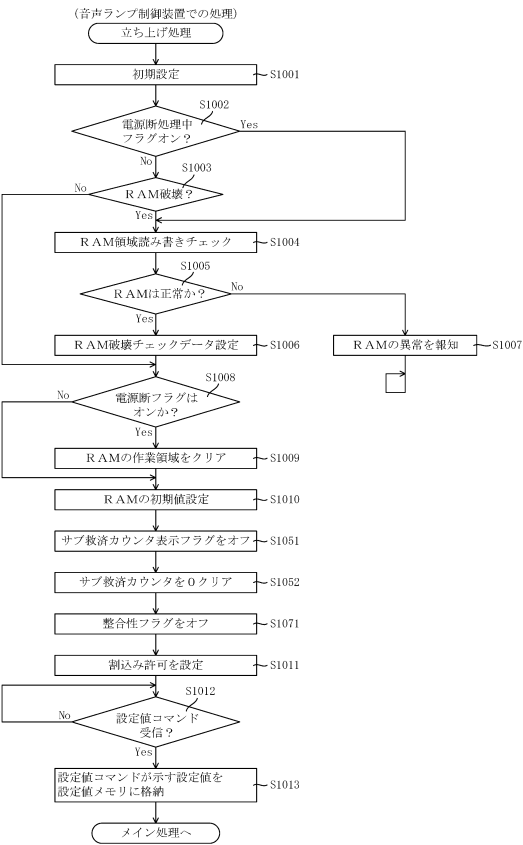 （音声ランプ制御装置での処理）
立ち上げ処理
初期設定
S1001
S1002
電源断処理中
フラグオン？
Yes
No
S1003
ＲＡＭ破壊？
No
Yes
ＲＡＭ領域読み書きチェック
S1004
S1005
ＲＡＭは正常か？
No
Yes
ＲＡＭ破壊チェックデータ設定
S1006
ＲＡＭの異常を報知
S1007
S1008
電源断フラグは
オンか？
No
Yes
ＲＡＭの作業領域をクリア
S1009
ＲＡＭの初期値設定
S1010
サブ救済カウンタ表示フラグをオフ
S1051
サブ救済カウンタを０クリア
S1052
整合性フラグをオフ
S1071
割込み許可を設定
S1011
S1012
設定値コマンド
受信？
No
Yes
設定値コマンドが示す設定値を
設定値メモリに格納
S1013
メイン処理へ